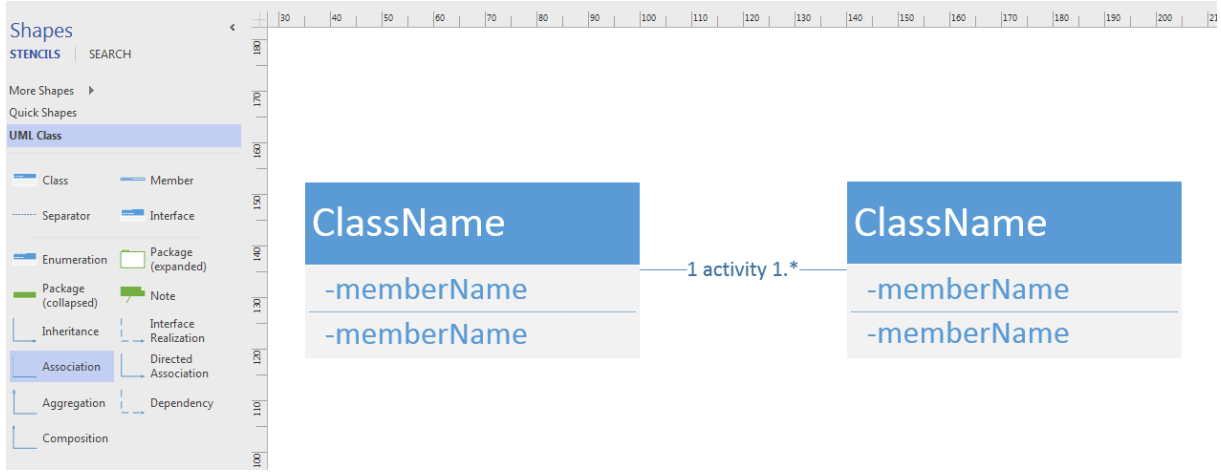 Shapes
STENCILS SEARCH
More Shapes
Quick Shapes
UML Class
Class Member
Separator Interface
Enumeration Package (expanded)
Package (collapsed) Note
Inheritance Interface Realization
Association Directed Association
Aggregation Dependency
Composition
30 40 50 60 70 80 90 100 110 120 130 140 150 160 170 180 190 200 21
180
170
160
150
140
130
120
110
100
ClassName
-memberName
-memberName
1 activity 1.*
ClassName
-memberName
-memberName